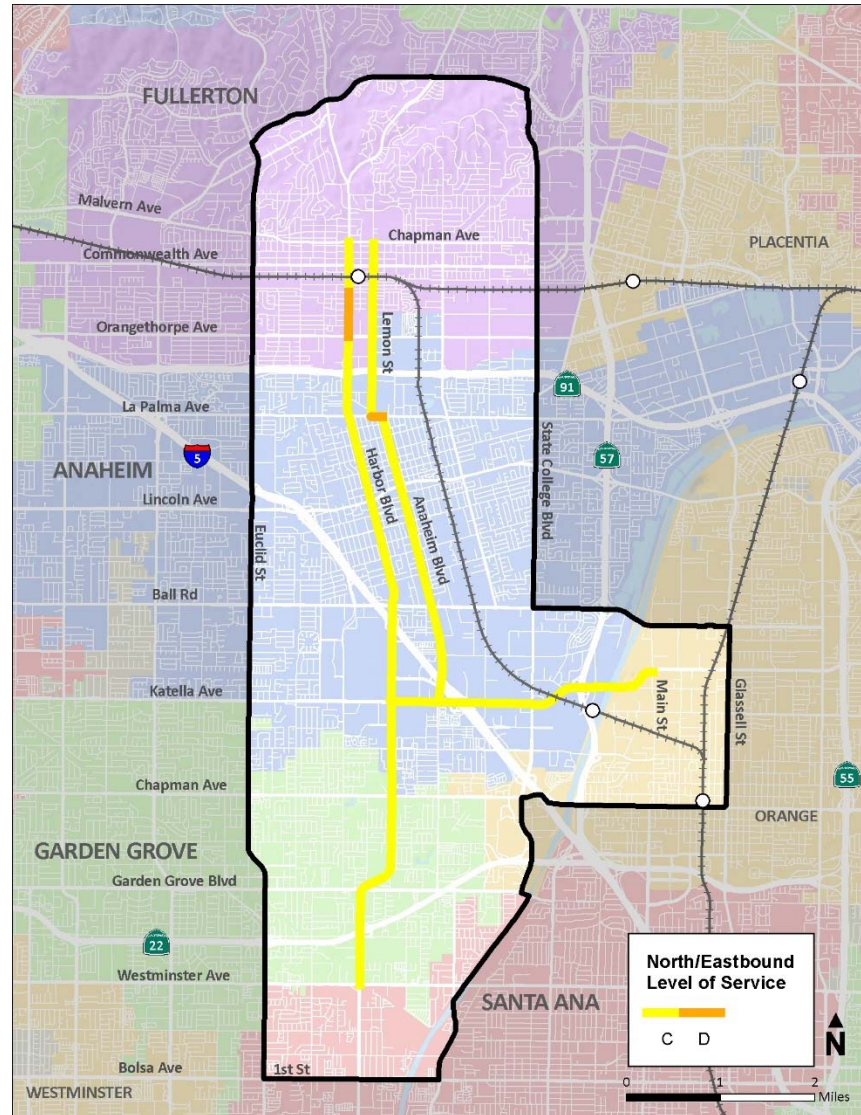 FULLERTON
Malvern Ave
Chapman Ave
Commonwealth Ave
PLACENTIA
Orangethorpe Ave
Lemon St
91
La Palma Ave
State College Blvd
57
5
ANAHEIM
Harbor Blvd
Lincoln Ave
Anaheim Blvd
Euclid St
Ball Rd
Katella Ave
Main St
Glassell St
Chapman Ave
55
ORANGE
GARDEN GROVE
Garden Grove Blvd
22
Westminster Ave
SANTA ANA
North/Eastbound
Level of Service
C D
N
Bolsa Ave
1st St
WESTMINSTER
0 1 2
Miles